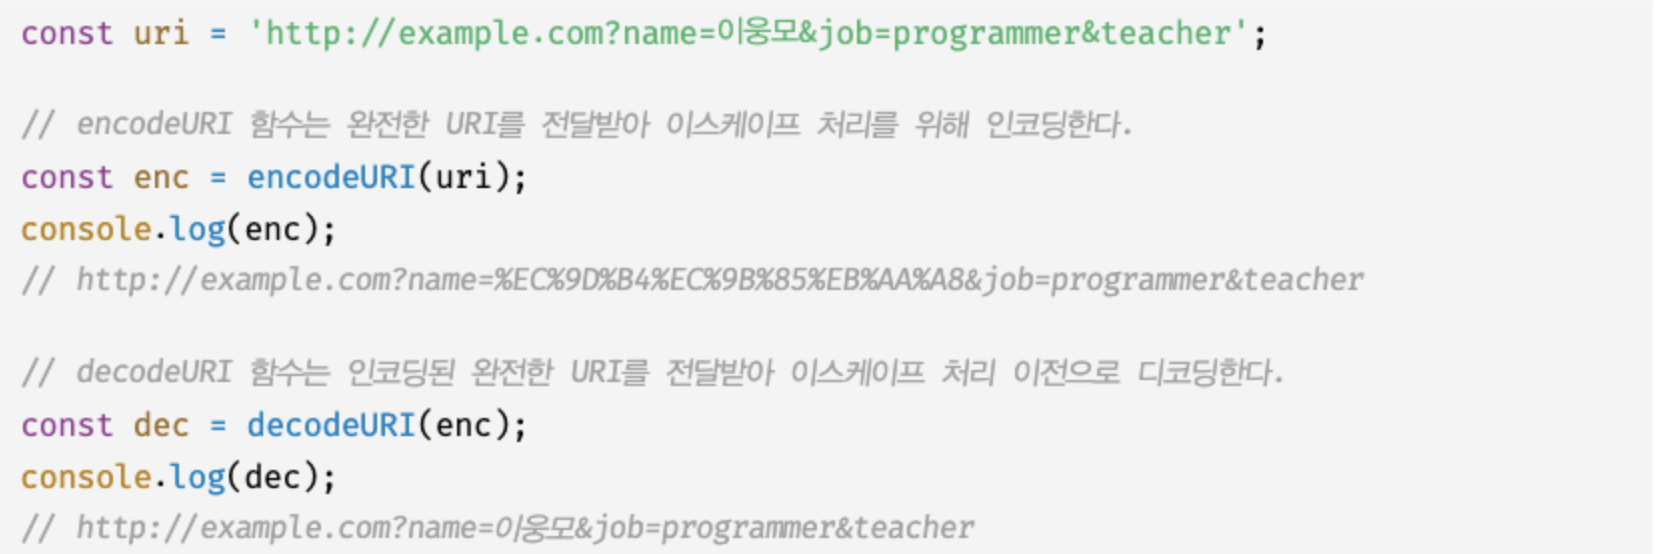 const uri = 'http://example.com?name=이웅모&job=programmer&teacher';
// encodeURI 함수는 완전한 URI를 전달받아 이스케이프 처리를 위해 인코딩한다.
const enc = encodeURI(uri);
console.log(enc);
// http://example.com?name=%EC%9D%B4%EC%9B%85%EB%AA%A8&job=programmer&teacher
// decodeURI 함수는 인코딩된 완전한 URI를 전달받아 이스케이프 처리 이전으로 디코딩한다.
const dec = decodeURI(enc);
console.log(dec);
// http://example.com?name=이웅모&job=programmer&teacher